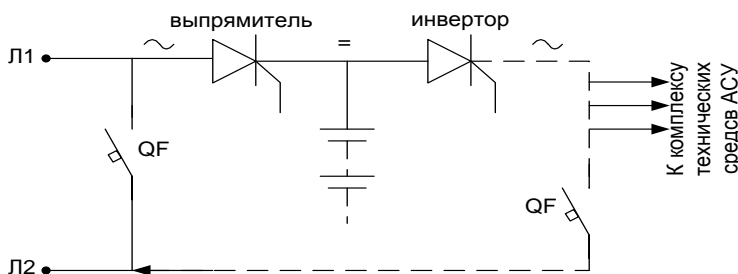 выпрямитель
инвертор
~
=
~
Л1
QF
QF
Л2
К комплексу
технических
средсв АСУ